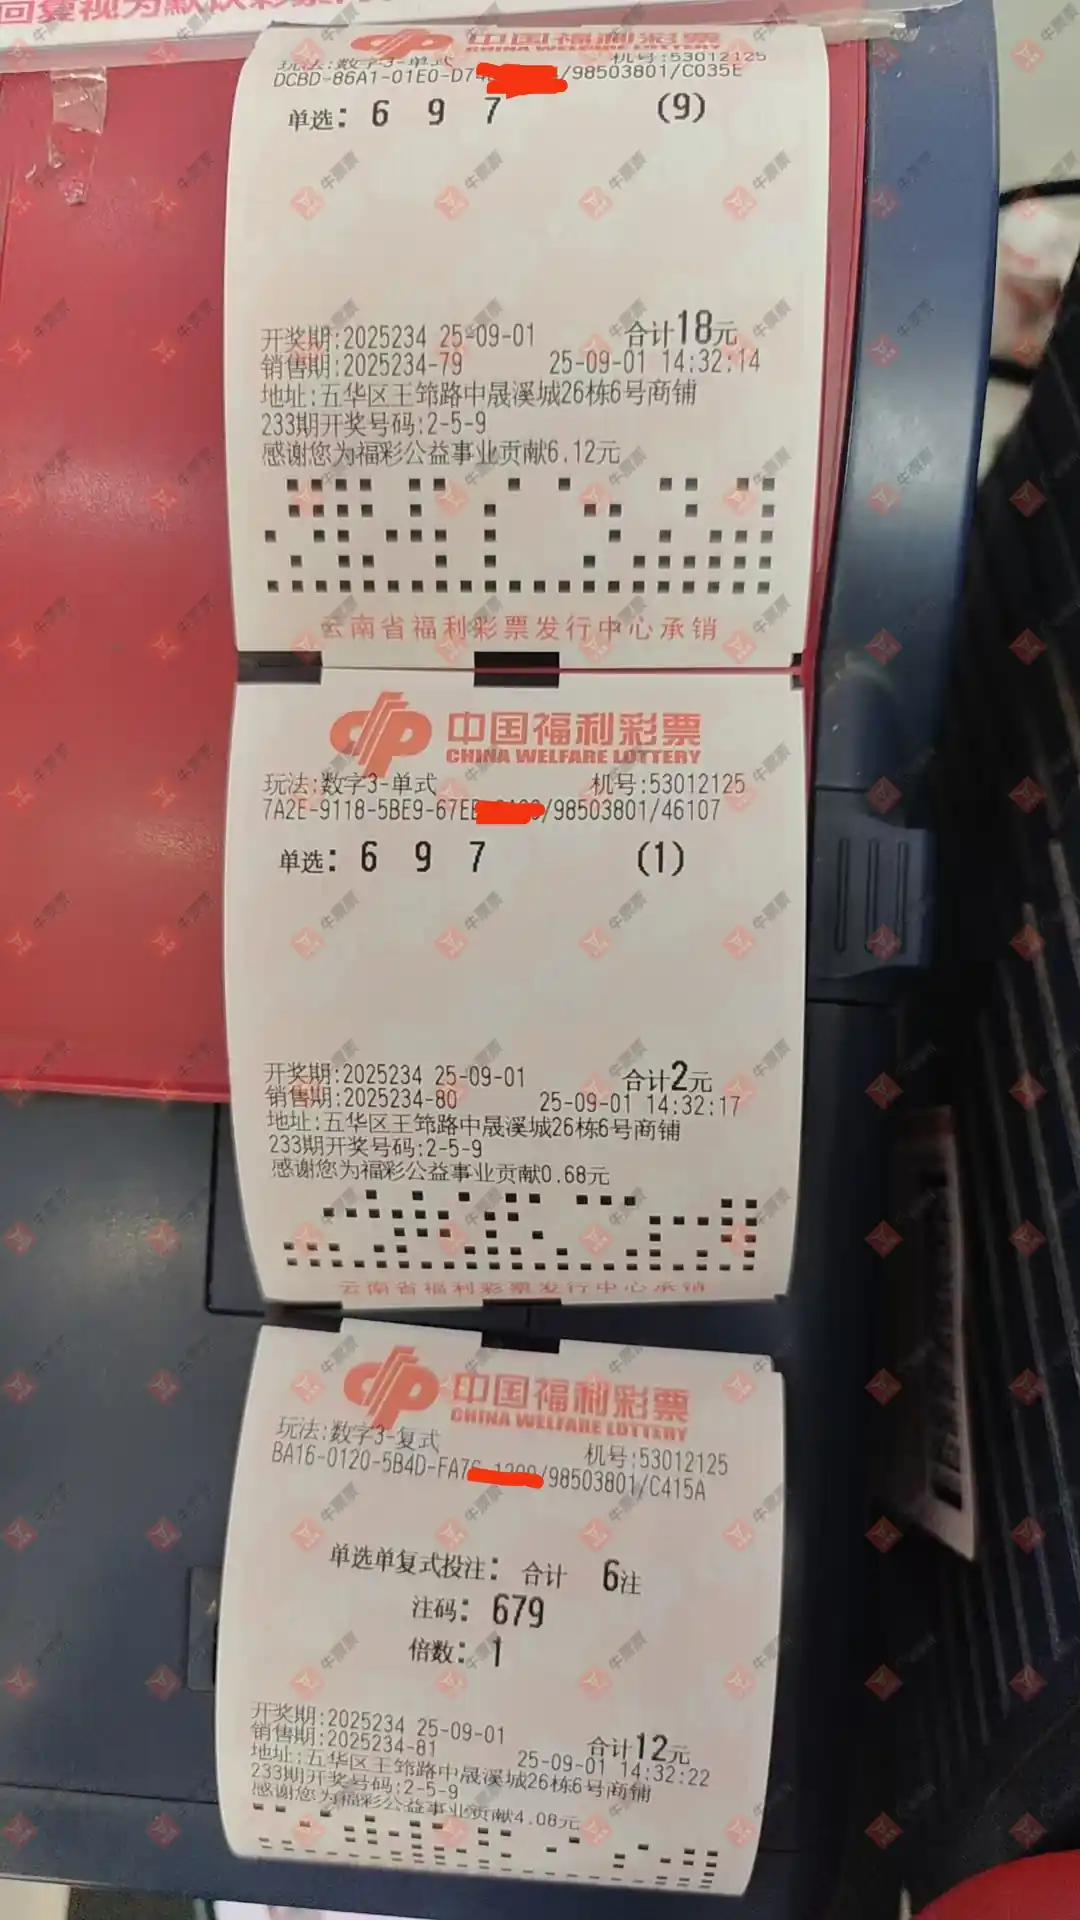 中国福利彩票
CHINA WELFARE LOTTERY
玩法:数字3-单式 机号:53012125
DCBD-86A1-01E0-D74 /98503801/C035E
单选: 6 9 7 (9)
开奖期:2025234 25-09-01 合计18元
销售期:2025234-79 25-09-01 14:32:14
地址:五华区王筇路中晟溪城26栋6号商铺
233期开奖号码:2-5-9
感谢您为福彩公益事业贡献6.12元
云南省福利彩票发行中心承销
中国福利彩票
CHINA WELFARE LOTTERY
玩法:数字3-单式 机号:53012125
7A2E-9118-5BE9-67E /98503801/46107
单选: 6 9 7 (1)
开奖期:2025234 25-09-01 合计2元
销售期:2025234-80 25-09-01 14:32:17
地址:五华区王筇路中晟溪城26栋6号商铺
233期开奖号码:2-5-9
感谢您为福彩公益事业贡献0.68元
云南省福利彩票发行中心承销
中国福利彩票
CHINA WELFARE LOTTERY
玩法:数字3-复式 机号:53012125
BA16-0120-5B4D-FA7 /98503801/C415A
单选单复式投注: 合计 6注
注码: 679
倍数: 1
开奖期:2025234 25-09-01 合计12元
销售期:2025234-81 25-09-01 14:32:22
地址:五华区王筇路中晟溪城26栋6号商铺
233期开奖号码:2-5-9
感谢您为福彩公益事业贡献4.08元
牛票票